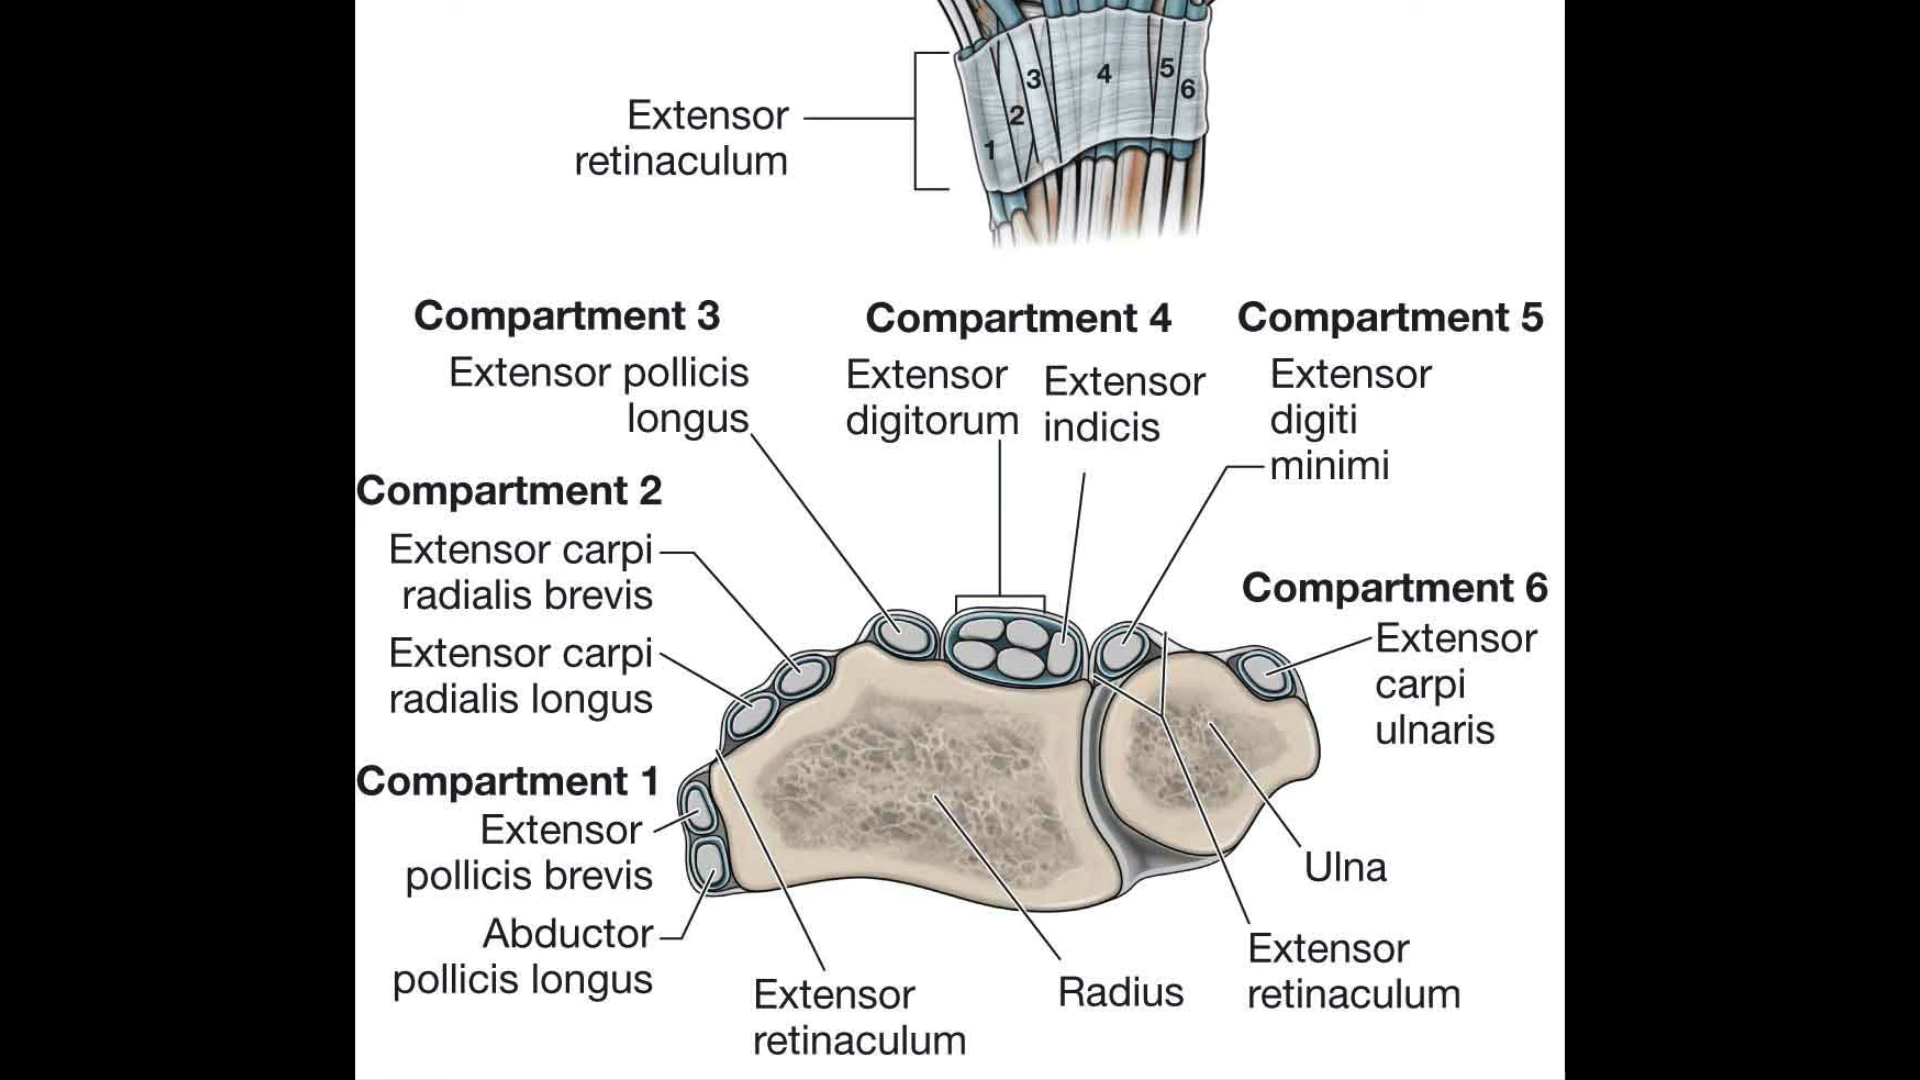 Extensor
retinaculum
1
2
3
4
5
6
Compartment 3
Extensor pollicis
longus
Compartment 4
Extensor
digitorum
Extensor
indicis
Compartment 5
Extensor
digiti
minimi
Compartment 2
Extensor carpi
radialis brevis
Extensor carpi
radialis longus
Compartment 6
Extensor
carpi
ulnaris
Compartment 1
Extensor
pollicis brevis
Abductor
pollicis longus
Extensor
retinaculum
Radius
Ulna
Extensor
retinaculum